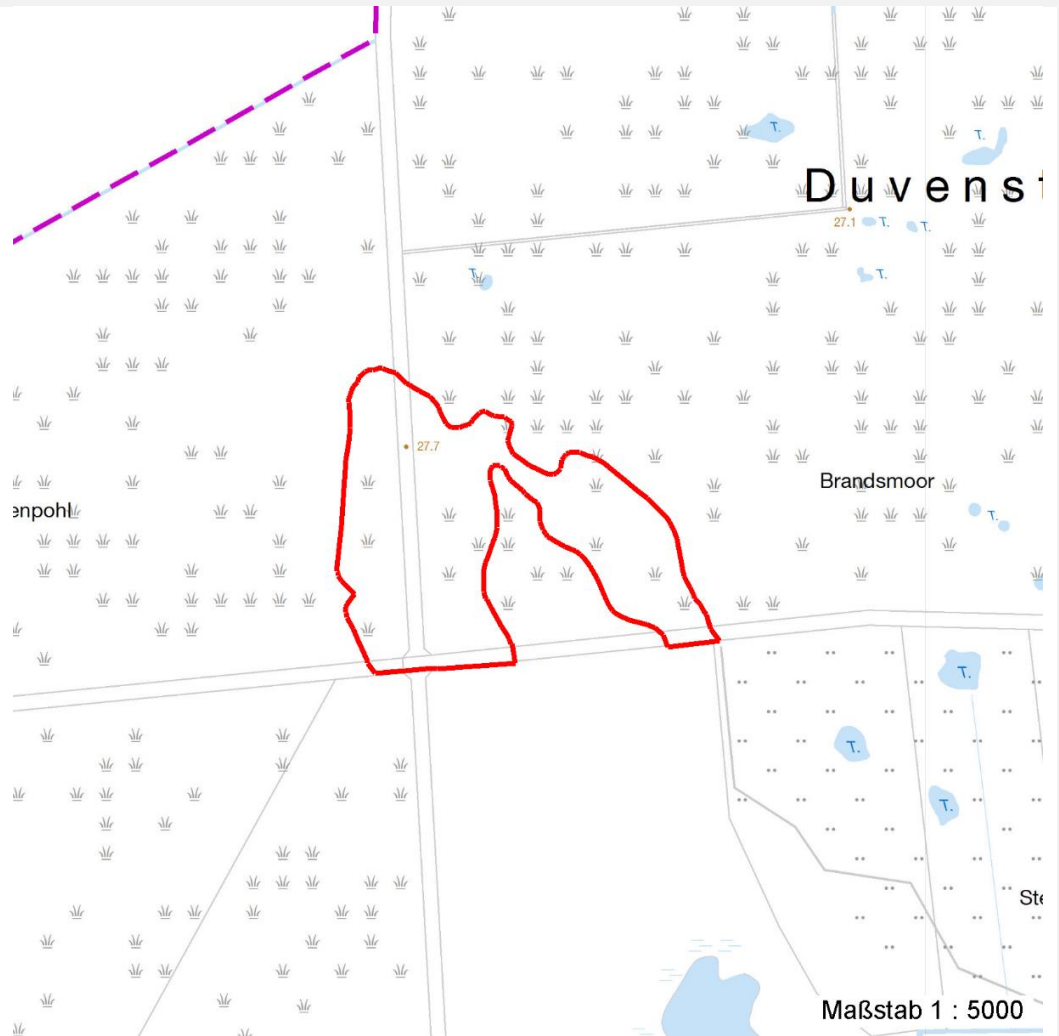 T.
T.
Duvenst
27.1
T.
T.
T.
T.
27.7
Brandsmoor
enpohl
T.
T.
T.
T.
Ste
Maßstab 1 : 5000